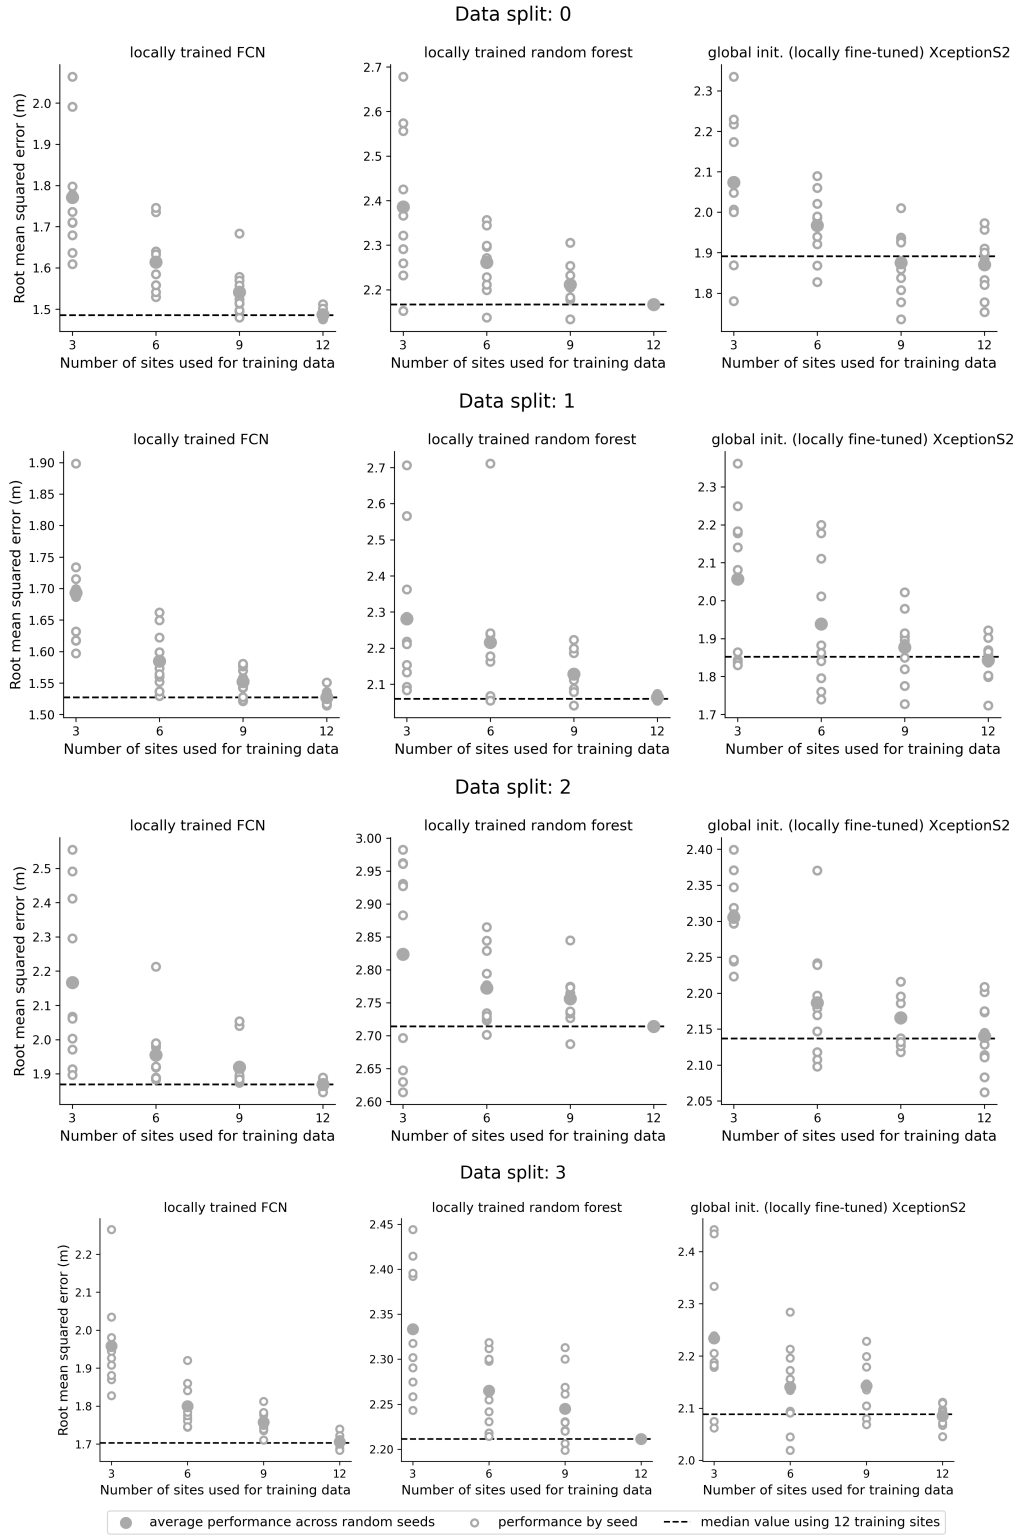 Data split: 0
locally trained FCN
locally trained random forest
global init. (locally fine-tuned) XceptionS2
Root mean squared error (m)
2.0
1.9
1.8
1.7
1.6
1.5
3 6 9 12
Number of sites used for training data
2.7
2.6
2.5
2.4
2.3
2.2
3 6 9 12
Number of sites used for training data
2.3
2.2
2.1
2.0
1.9
1.8
3 6 9 12
Number of sites used for training data
Data split: 1
locally trained FCN
locally trained random forest
global init. (locally fine-tuned) XceptionS2
Root mean squared error (m)
1.90
1.85
1.80
1.75
1.70
1.65
1.60
1.55
1.50
3 6 9 12
Number of sites used for training data
2.7
2.6
2.5
2.4
2.3
2.2
2.1
3 6 9 12
Number of sites used for training data
2.3
2.2
2.1
2.0
1.9
1.8
1.7
3 6 9 12
Number of sites used for training data
Data split: 2
locally trained FCN
locally trained random forest
global init. (locally fine-tuned) XceptionS2
Root mean squared error (m)
2.5
2.4
2.3
2.2
2.1
2.0
1.9
3 6 9 12
Number of sites used for training data
3.00
2.95
2.90
2.85
2.80
2.75
2.70
2.65
2.60
3 6 9 12
Number of sites used for training data
2.40
2.35
2.30
2.25
2.20
2.15
2.10
2.05
3 6 9 12
Number of sites used for training data
Data split: 3
locally trained FCN
locally trained random forest
global init. (locally fine-tuned) XceptionS2
Root mean squared error (m)
2.2
2.1
2.0
1.9
1.8
1.7
3 6 9 12
Number of sites used for training data
2.45
2.40
2.35
2.30
2.25
2.20
3 6 9 12
Number of sites used for training data
2.4
2.3
2.2
2.1
2.0
3 6 9 12
Number of sites used for training data
average performance across random seeds
performance by seed
median value using 12 training sites